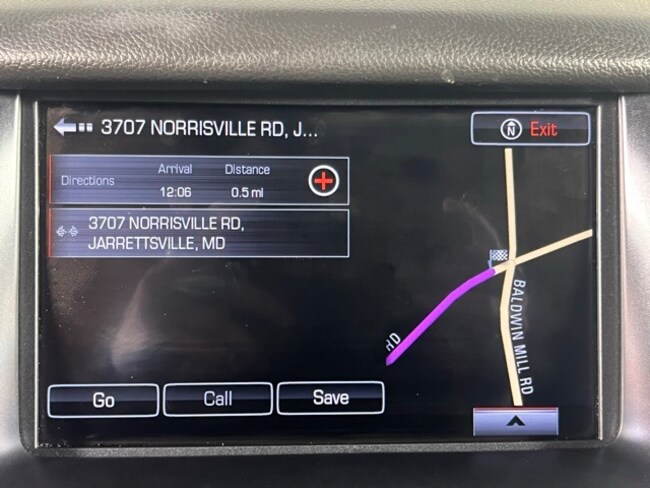 3707 NORRISVILLE RD, J...
N Exit
Directions
Arrival Distance
12:06 0.5 mi
3707 NORRISVILLE RD,
JARRETTSVILLE, MD
RD
BALDWIN MILL RD
Go Call Save